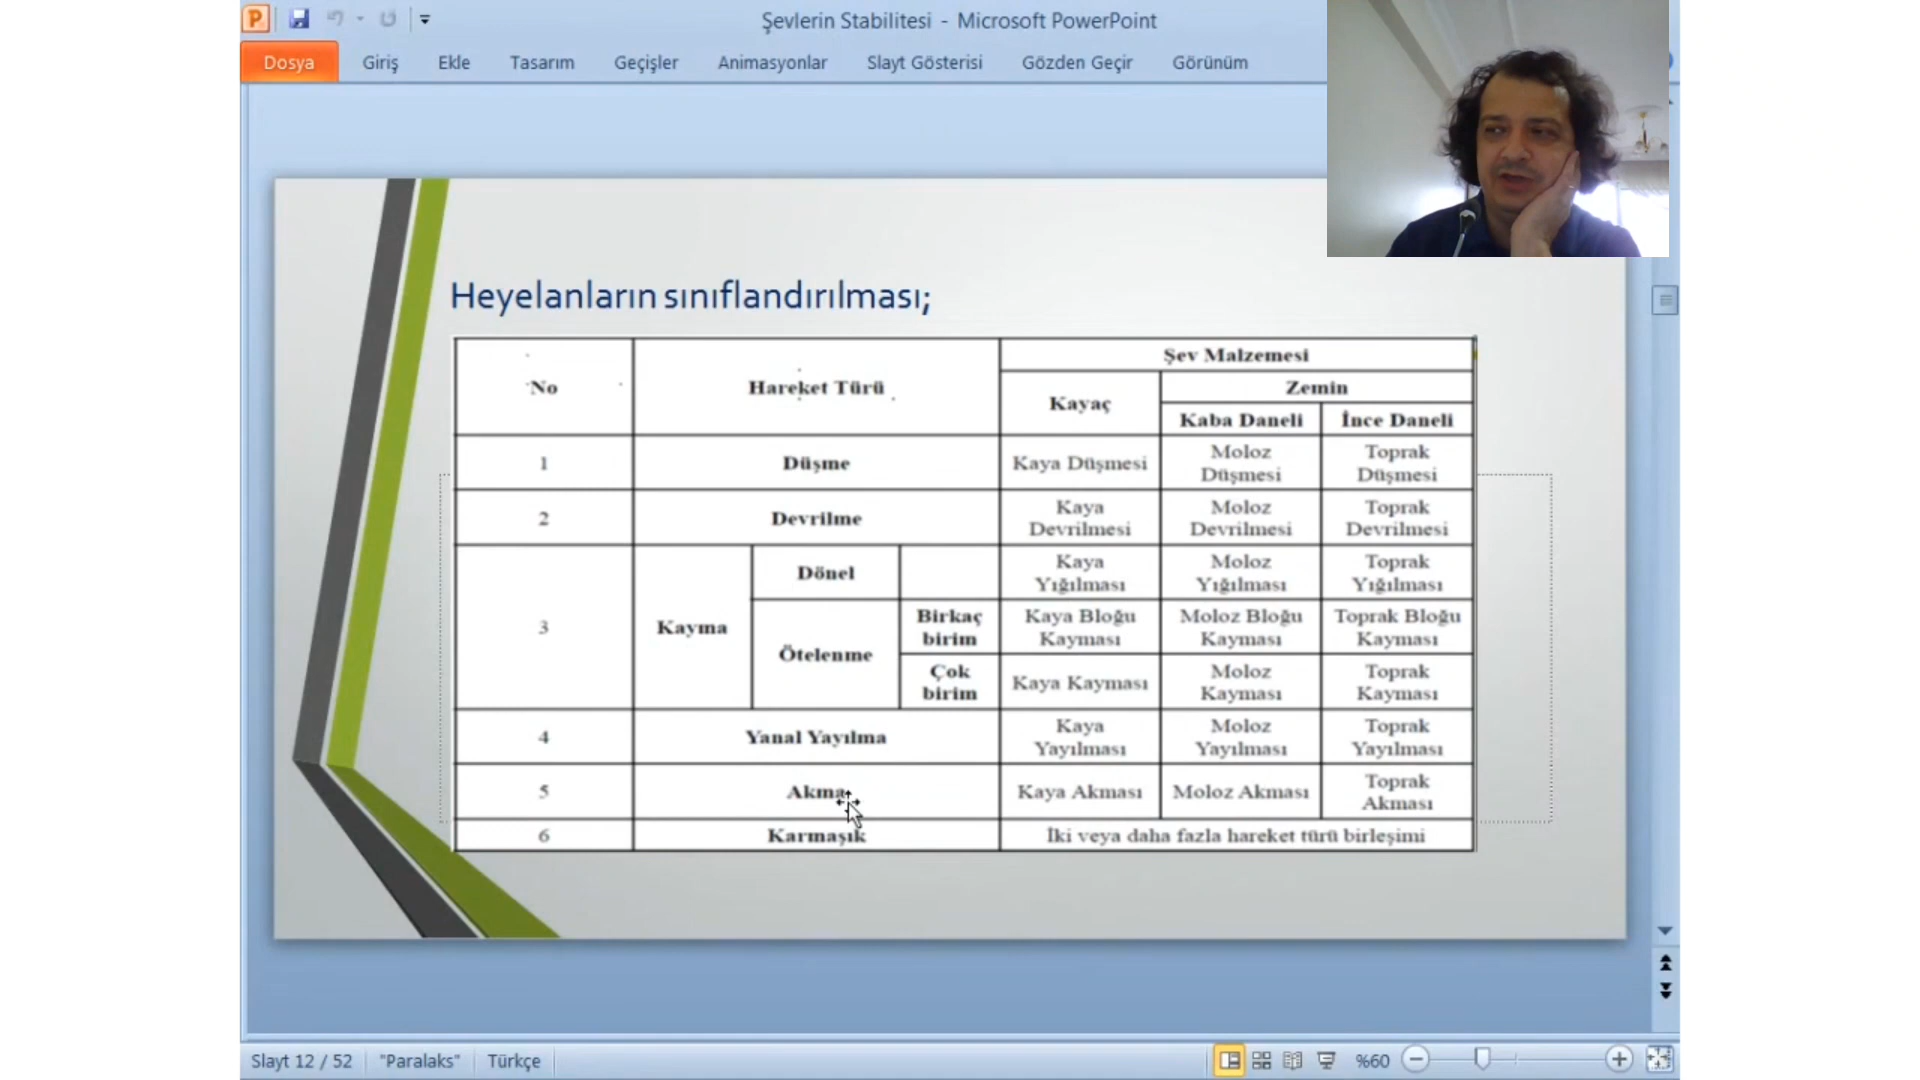 Şevlerin Stabilitesi - Microsoft PowerPoint
Dosya Giriş Ekle Tasarım Geçişler Animasyonlar Slayt Gösterisi Gözden Geçir Görünüm
Heyelanların sınıflandırılması;
Şev Malzemesi
No Hareket Türü Kayaç Zemin
Kaba Daneli İnce Daneli
1 Düşme Kaya Düşmesi Moloz Düşmesi Toprak Düşmesi
2 Devrilme Kaya Devrilmesi Moloz Devrilmesi Toprak Devrilmesi
3 Kayma Dönel Kaya Yığılması Moloz Yığılması Toprak Yığılması
Ötelenme Birkaç birim Kaya Bloğu Kayması Moloz Bloğu Kayması Toprak Bloğu Kayması
Çok birim Kaya Kayması Moloz Kayması Toprak Kayması
4 Yanal Yayılma Kaya Yayılması Moloz Yayılması Toprak Yayılması
5 Akma Kaya Akması Moloz Akması Toprak Akması
6 Karmaşık İki veya daha fazla hareket türü birleşimi
Slayt 12 / 52 "Paralaks" Türkçe %60